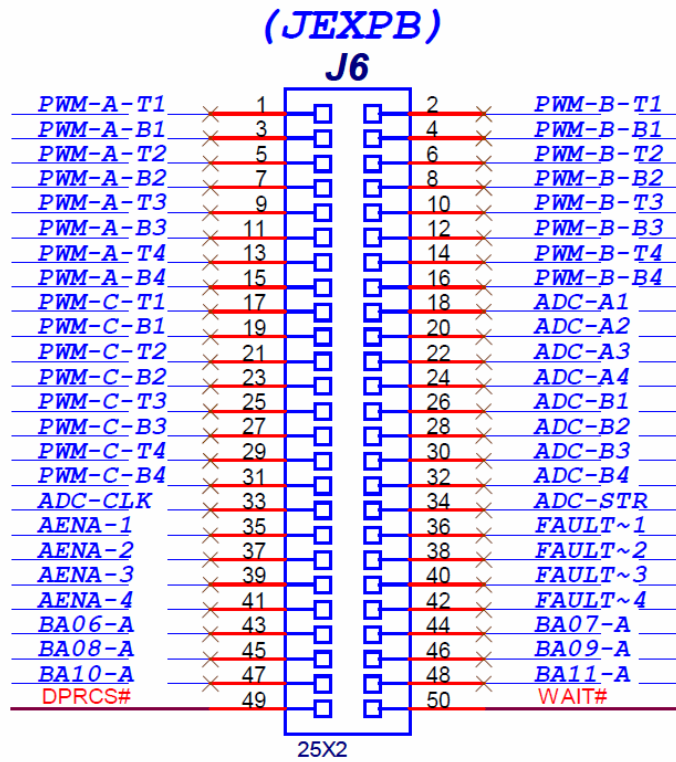 (JEXPB)
J6
PWM-A-T1 1 2 PWM-B-T1
PWM-A-B1 3 4 PWM-B-B1
PWM-A-T2 5 6 PWM-B-T2
PWM-A-B2 7 8 PWM-B-B2
PWM-A-T3 9 10 PWM-B-T3
PWM-A-B3 11 12 PWM-B-B3
PWM-A-T4 13 14 PWM-B-T4
PWM-A-B4 15 16 PWM-B-B4
PWM-C-T1 17 18 ADC-A1
PWM-C-B1 19 20 ADC-A2
PWM-C-T2 21 22 ADC-A3
PWM-C-B2 23 24 ADC-A4
PWM-C-T3 25 26 ADC-B1
PWM-C-B3 27 28 ADC-B2
PWM-C-T4 29 30 ADC-B3
PWM-C-B4 31 32 ADC-B4
ADC-CLK 33 34 ADC-STR
AENA-1 35 36 FAULT~1
AENA-2 37 38 FAULT~2
AENA-3 39 40 FAULT~3
AENA-4 41 42 FAULT~4
BA06-A 43 44 BA07-A
BA08-A 45 46 BA09-A
BA10-A 47 48 BA11-A
DPRCS# 49 50 WAIT#
25X2